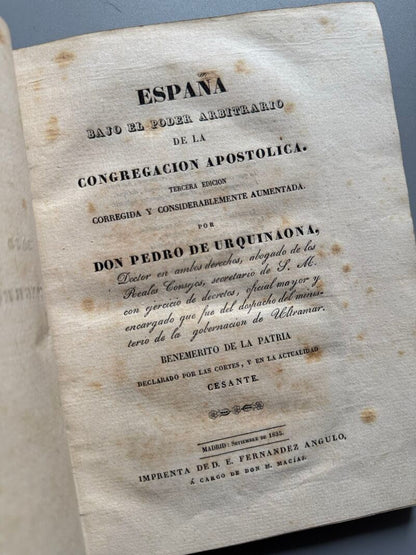 ESPAÑA
BAJO EL PODER ARBITRARIO
DE LA
CONGREGACION APOSTOLICA.
TERCERA EDICION
CORREGIDA Y CONSIDERABLEMENTE AUMENTADA.
POR
DON PEDRO DE URQUINAONA,
Doctor en ambos derechos, abogado de los
Reales Consejos, secretario de S. M.
con ejercicio de decretos, oficial mayor y
encargado que fue del despacho del minis-
terio de la gobernacion de Ultramar.
BENEMERITO DE LA PATRIA
DECLARADO POR LAS CORTES, Y EN LA ACTUALIDAD
CESANTE.
MADRID: SETIEMBRE DE 1835.
IMPRENTA DE D. E. FERNANDEZ ANGULO,
Á CARGO DE DON M. MACÍAS.